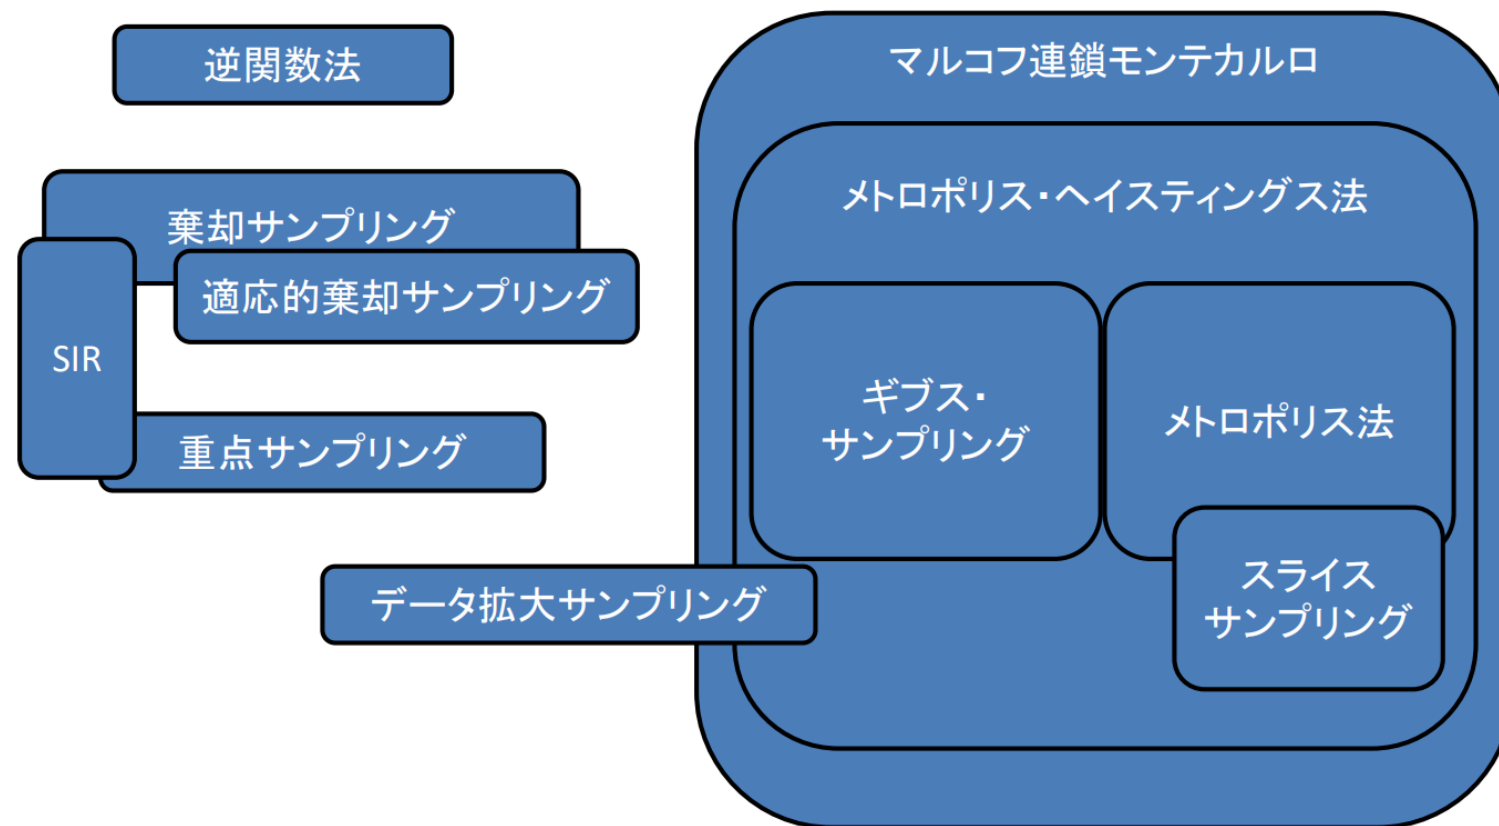 逆関数法
棄却サンプリング
適応的棄却サンプリング
SIR
重点サンプリング
データ拡大サンプリング
マルコフ連鎖モンテカルロ
メトロポリス・ヘイスティングス法
ギブス・
サンプリング
メトロポリス法
スライス
サンプリング